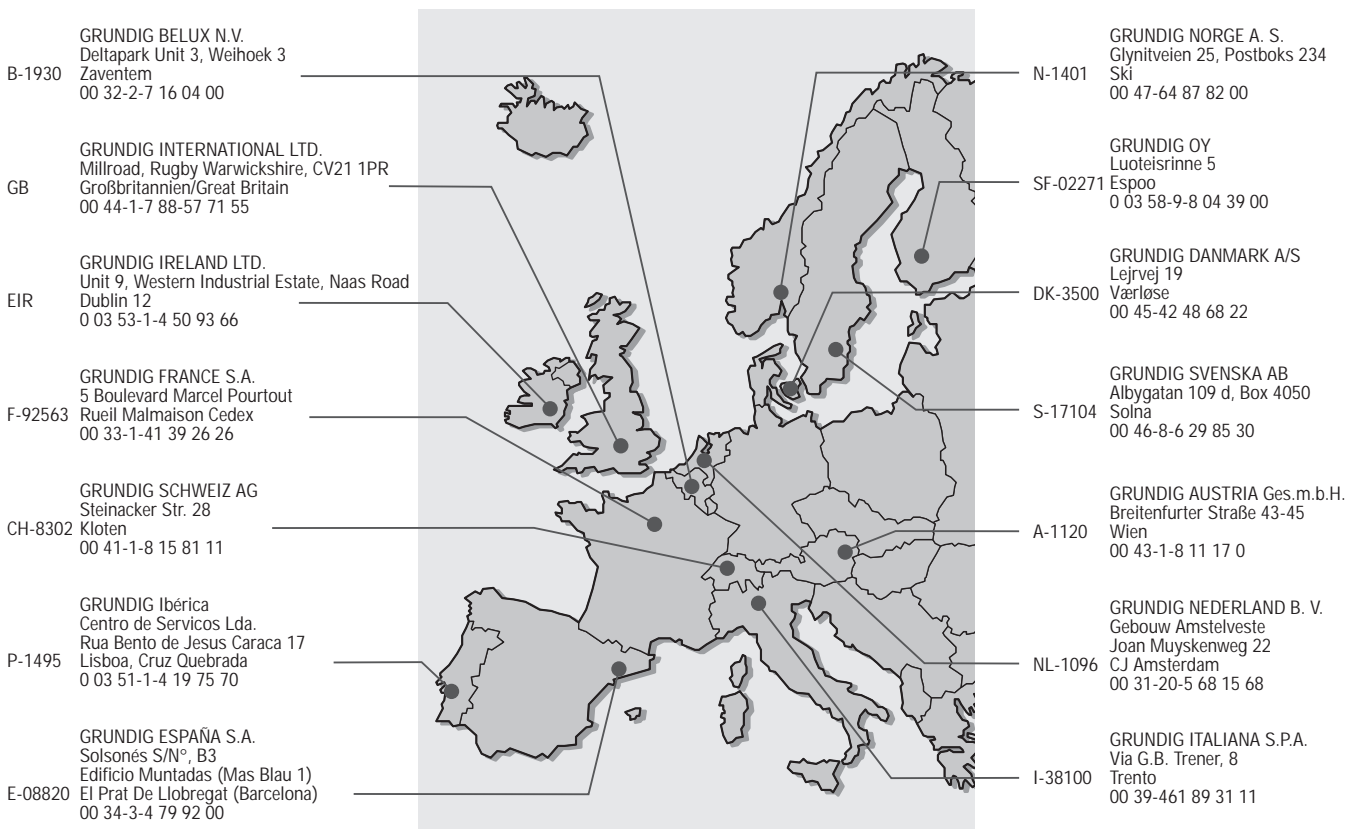 GRUNDIG BELUX N.V.
Deltapark Unit 3, Weihoek 3
B-1930 Zaventem
00 32-2-7 16 04 00
GRUNDIG INTERNATIONAL LTD.
Millroad, Rugby Warwickshire, CV21 1PR
GB Großbritannien/Great Britain
00 44-1-7 88-57 71 55
GRUNDIG IRELAND LTD.
Unit 9, Western Industrial Estate, Naas Road
EIR Dublin 12
0 03 53-1-4 50 93 66
GRUNDIG FRANCE S.A.
5 Boulevard Marcel Pourtout
F-92563 Rueil Malmaison Cedex
00 33-1-41 39 26 26
GRUNDIG SCHWEIZ AG
Steinacker Str. 28
CH-8302 Kloten
00 41-1-8 15 81 11
GRUNDIG Ibérica
Centro de Servicos Lda.
Rua Bento de Jesus Caraca 17
P-1495 Lisboa, Cruz Quebrada
0 03 51-1-4 19 75 70
GRUNDIG ESPAÑA S.A.
Solsonés S/N°, B3
Edificio Muntadas (Mas Blau 1)
E-08820 El Prat De Llobregat (Barcelona)
00 34-3-4 79 92 00
GRUNDIG NORGE A. S.
Glynitveien 25, Postboks 234
N-1401 Ski
00 47-64 87 82 00
GRUNDIG OY
Luoteisrinne 5
SF-02271 Espoo
0 03 58-9-8 04 39 00
GRUNDIG DANMARK A/S
Lejrvej 19
DK-3500 Værløse
00 45-42 48 68 22
GRUNDIG SVENSKA AB
Albygatan 109 d, Box 4050
S-17104 Solna
00 46-8-6 29 85 30
GRUNDIG AUSTRIA Ges.m.b.H.
Breitenfurter Straße 43-45
A-1120 Wien
00 43-1-8 11 17 0
GRUNDIG NEDERLAND B. V.
Gebouw Amstelveste
Joan Muyskenweg 22
NL-1096 CJ Amsterdam
00 31-20-5 68 15 68
GRUNDIG ITALIANA S.P.A.
Via G.B. Trener, 8
I-38100 Trento
00 39-461 89 31 11